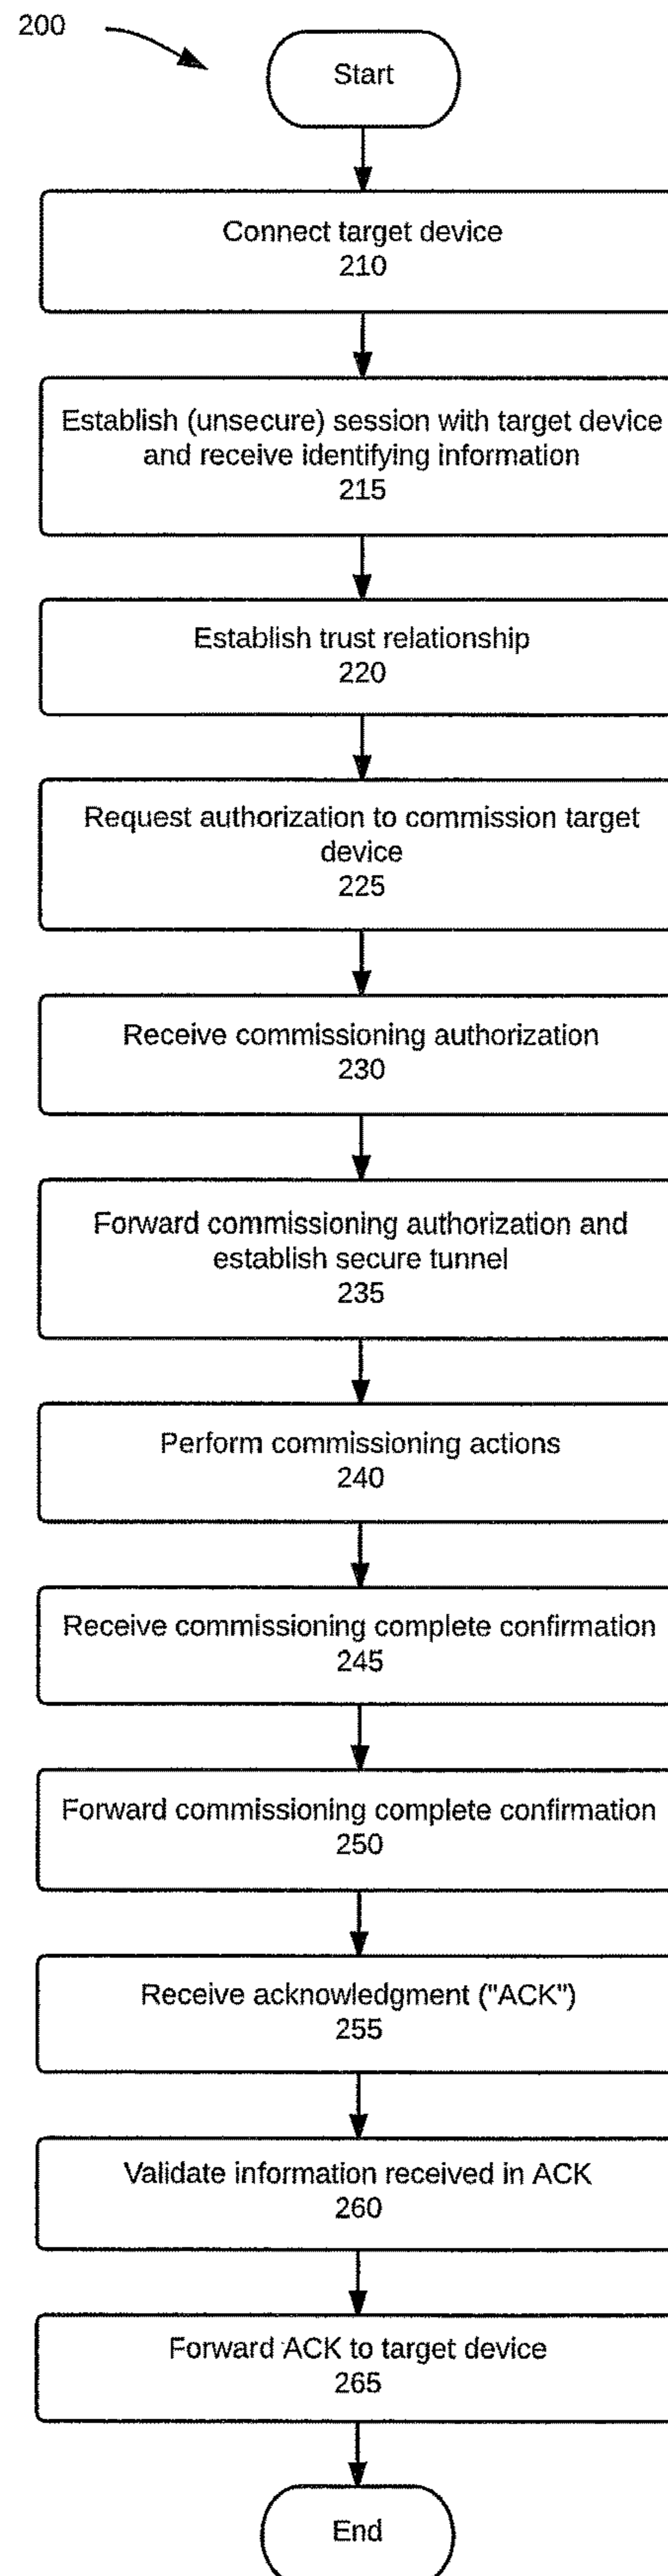 200
Start
Connect target device
210
Establish (unsecure) session with target device
and receive identifying information
215
Establish trust relationship
220
Request authorization to commission target
device
225
Receive commissioning authorization
230
Forward commissioning authorization and
establish secure tunnel
235
Perform commissioning actions
240
Receive commissioning complete confirmation
245
Forward commissioning complete confirmation
250
Receive acknowledgment ("ACK")
255
Validate information received in ACK
260
Forward ACK to target device
265
End